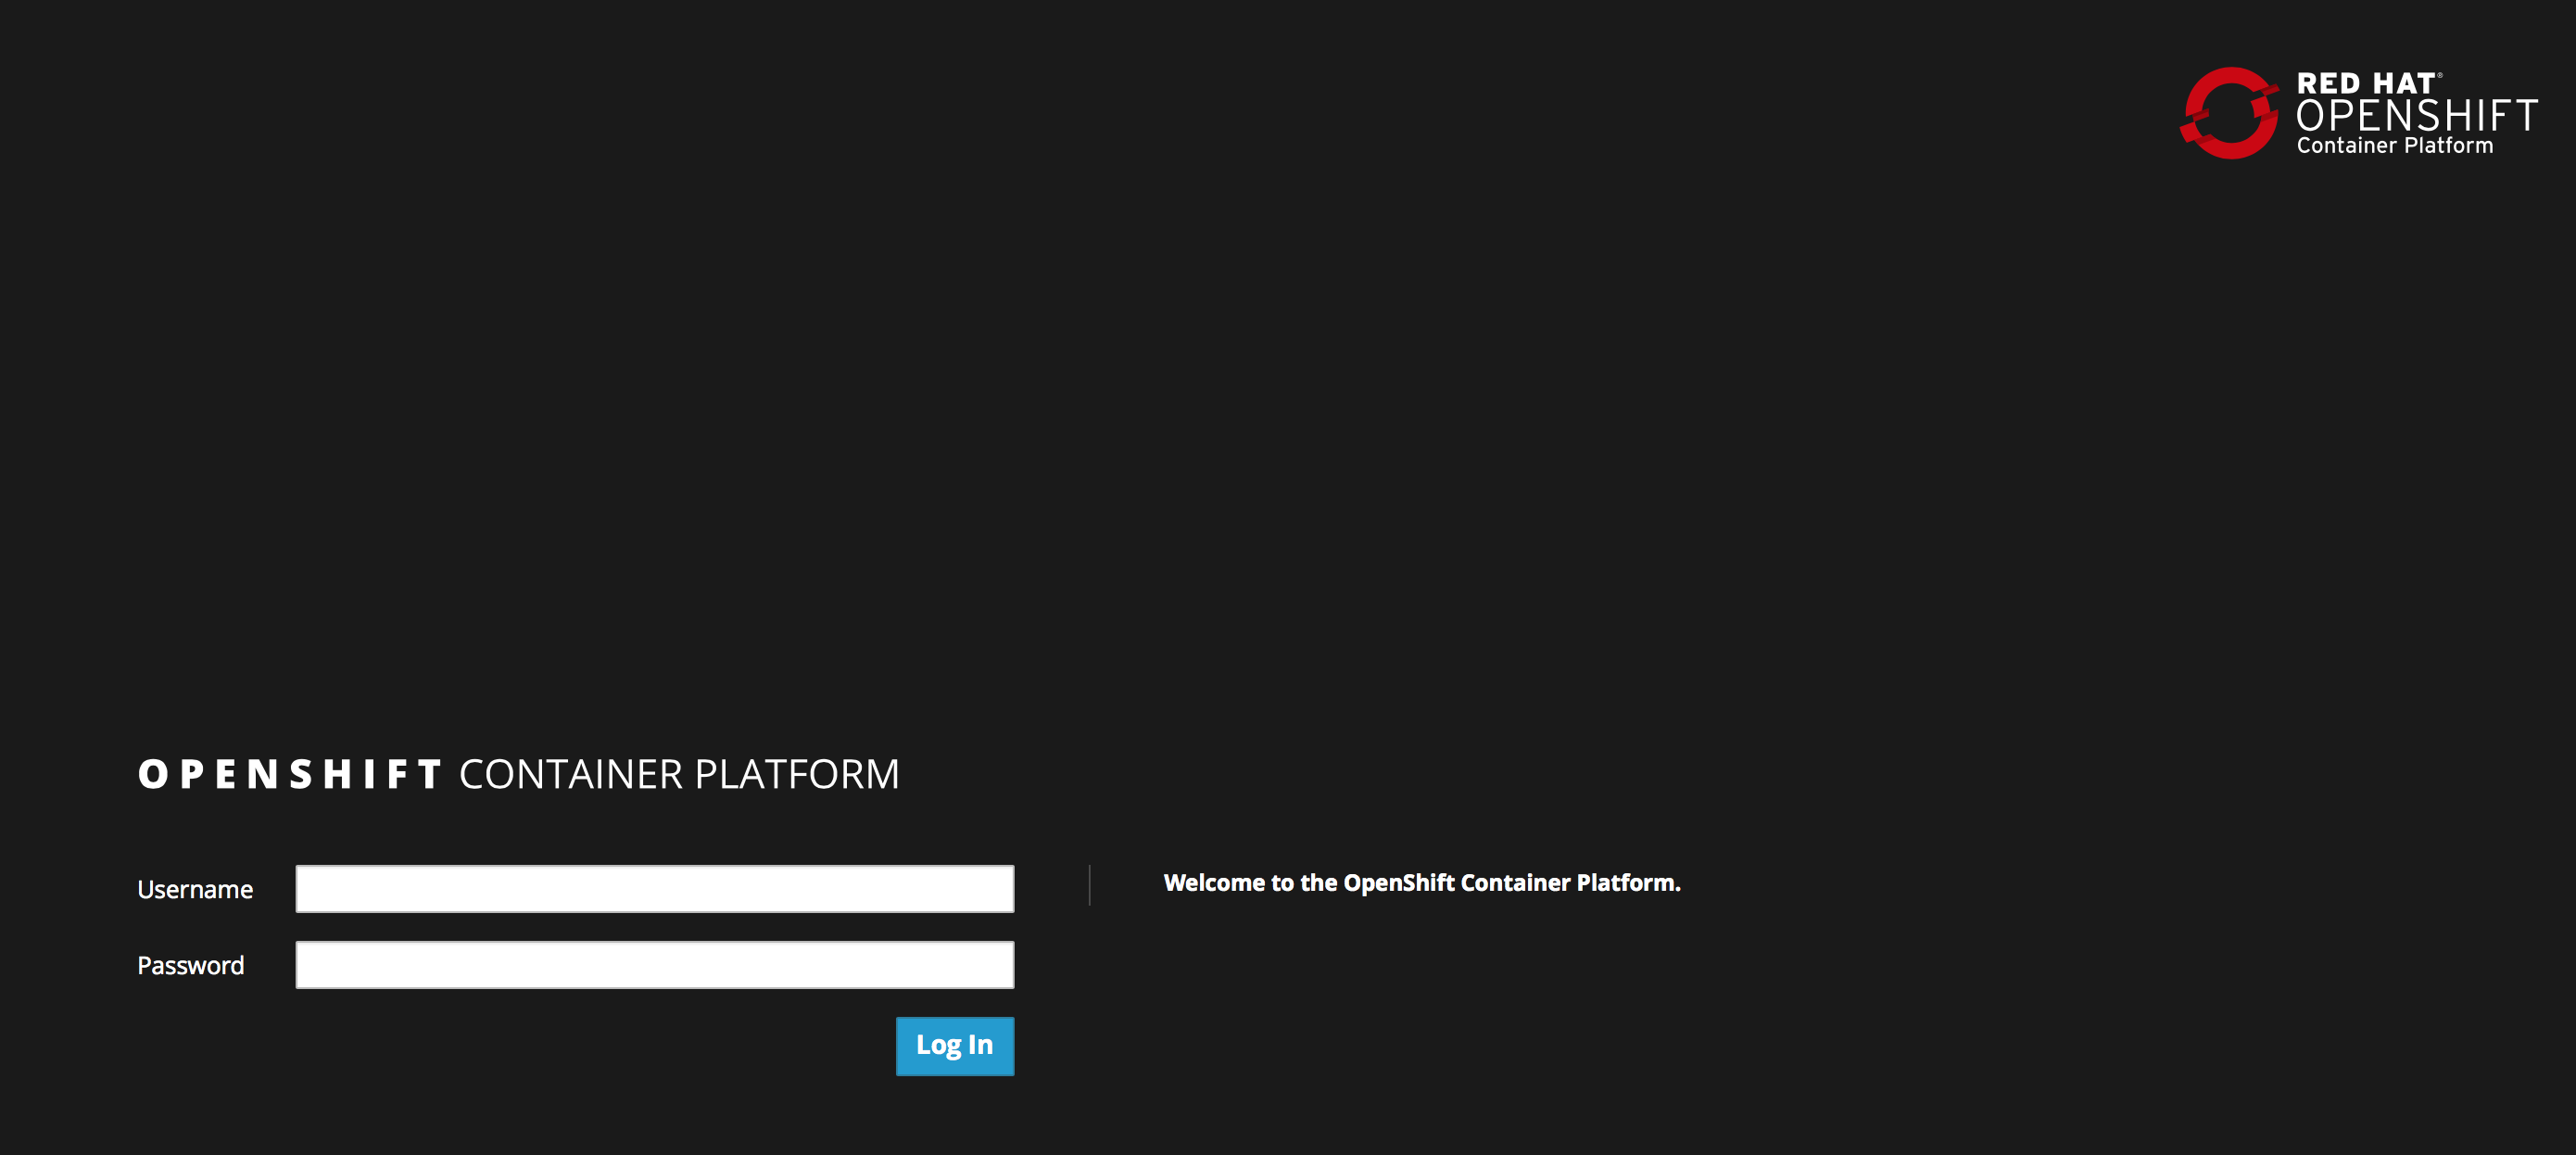 RED HAT®
OPENSHIFT
Container Platform
OPENSHIFT CONTAINER PLATFORM
Username
Welcome to the OpenShift Container Platform.
Password
Log In